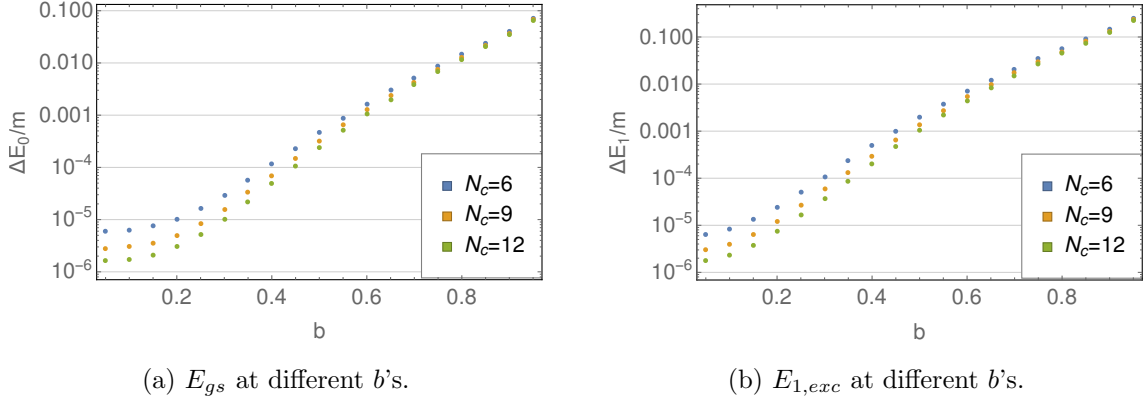 ΔE₀/m
0.100
0.010
0.001
10⁻⁴
10⁻⁵
10⁻⁶
0.2 0.4 0.6 0.8
b
N_c=6
N_c=9
N_c=12
(a) E_gs at different b's.
ΔE₁/m
0.100
0.010
0.001
10⁻⁴
10⁻⁵
10⁻⁶
0.2 0.4 0.6 0.8
b
N_c=6
N_c=9
N_c=12
(b) E_1,exc at different b's.